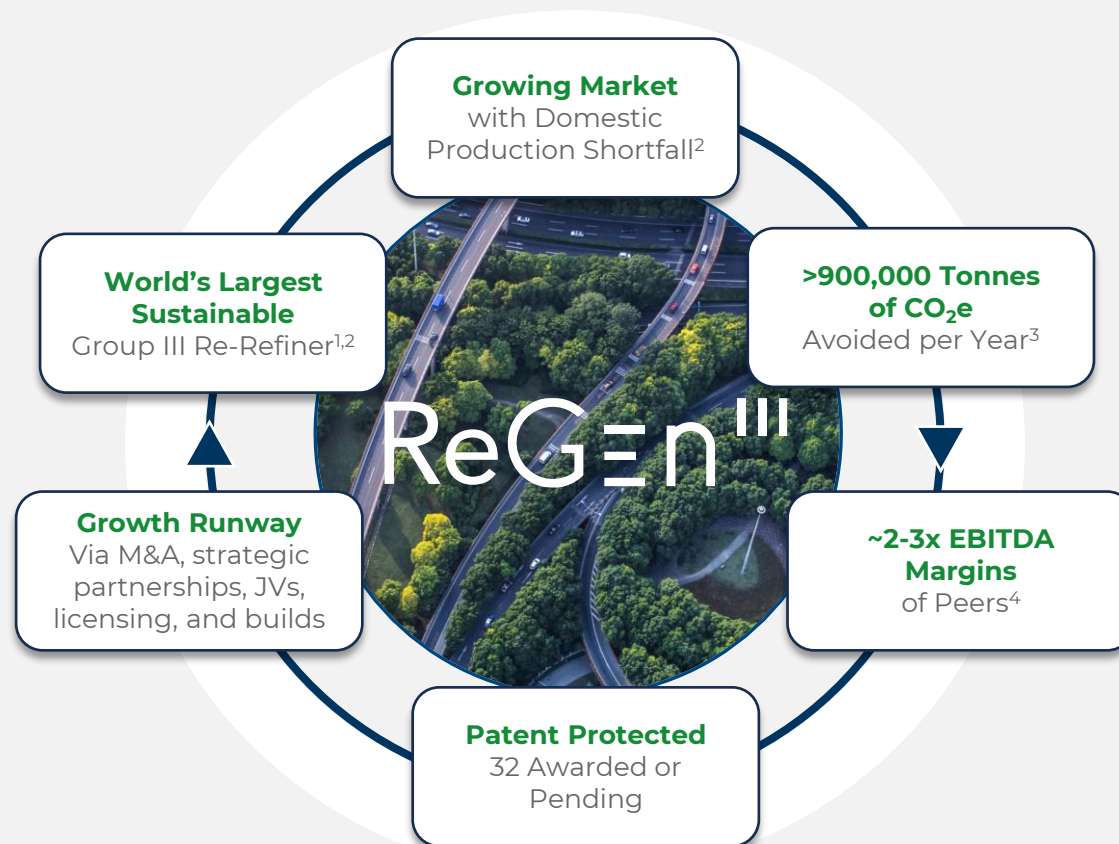 Growing Market
with Domestic
Production Shortfall²
>900,000 Tonnes
of CO₂e
Avoided per Year³
~2-3x EBITDA
Margins
of Peers⁴
Patent Protected
32 Awarded or
Pending
Growth Runway
Via M&A, strategic
partnerships, JVs,
licensing, and builds
World’s Largest
Sustainable
Group III Re-Refiner¹,²
ReGen III